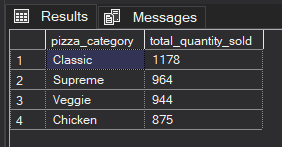 Results Messages
pizza_category total_quantity_sold
1 Classic 1178
2 Supreme 964
3 Veggie 944
4 Chicken 875